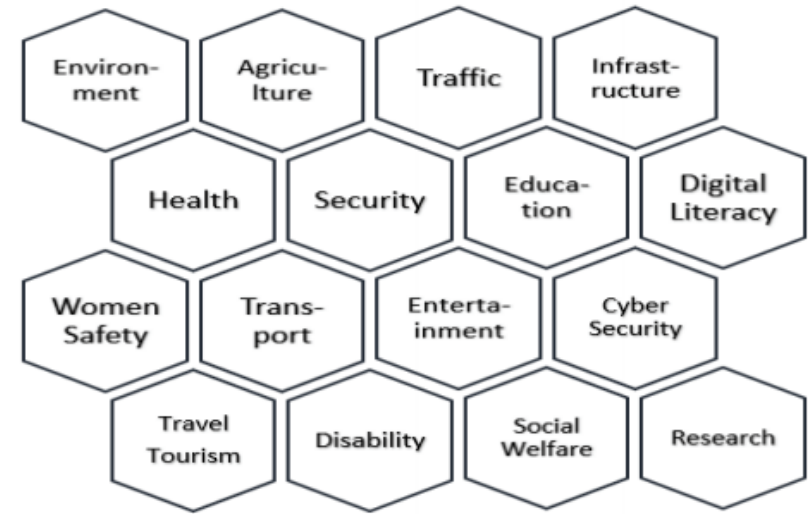 Environ-
ment
Agricu-
lture
Traffic
Infrast-
ructure
Health
Security
Educa-
tion
Digital
Literacy
Women
Safety
Trans-
port
Enterta-
inment
Cyber
Security
Travel
Tourism
Disability
Social
Welfare
Research